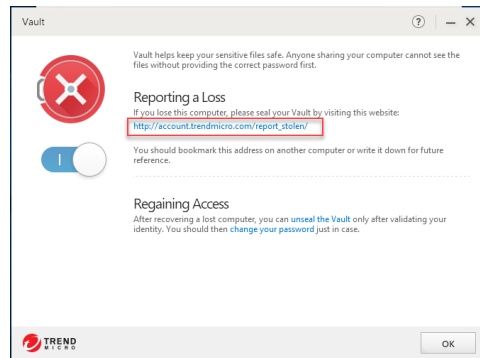 Vault
?
Vault helps keep your sensitive files safe. Anyone sharing your computer cannot see the
files without providing the correct password first.
Reporting a Loss
If you lose this computer, please seal your Vault by visiting this website:
http://account.trendmicro.com/report_stolen/
You should bookmark this address on another computer or write it down for future
reference.
Regaining Access
After recovering a lost computer, you can unseal the Vault only after validating your
identity. You should then change your password just in case.
TREND
MICRO
OK